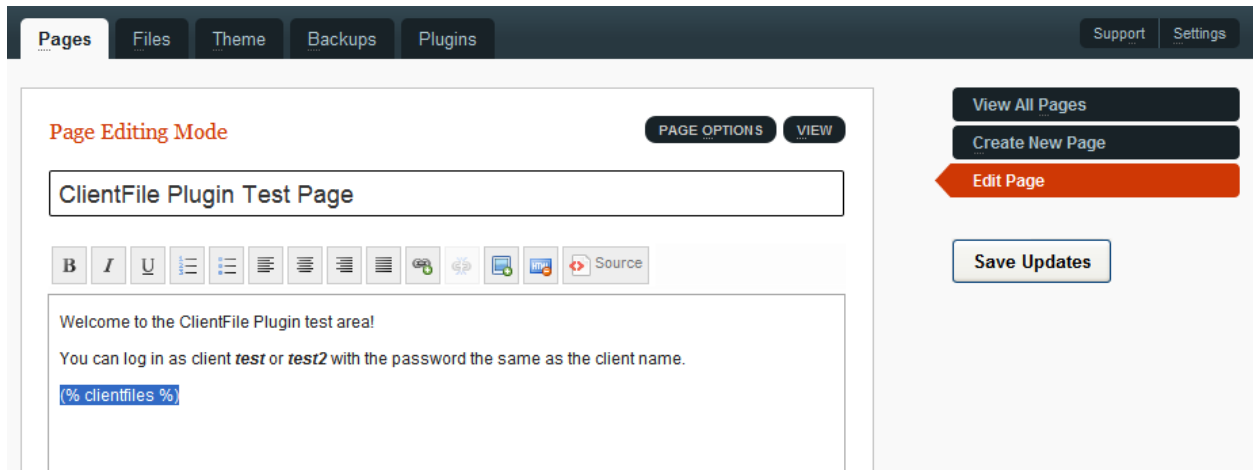 Pages Files Theme Backups Plugins Support Settings
Page Editing Mode PAGE OPTIONS VIEW
ClientFile Plugin Test Page
B I U Source
Welcome to the ClientFile Plugin test area!
You can log in as client test or test2 with the password the same as the client name.
(% clientfiles %)
View All Pages
Create New Page
Edit Page
Save Updates